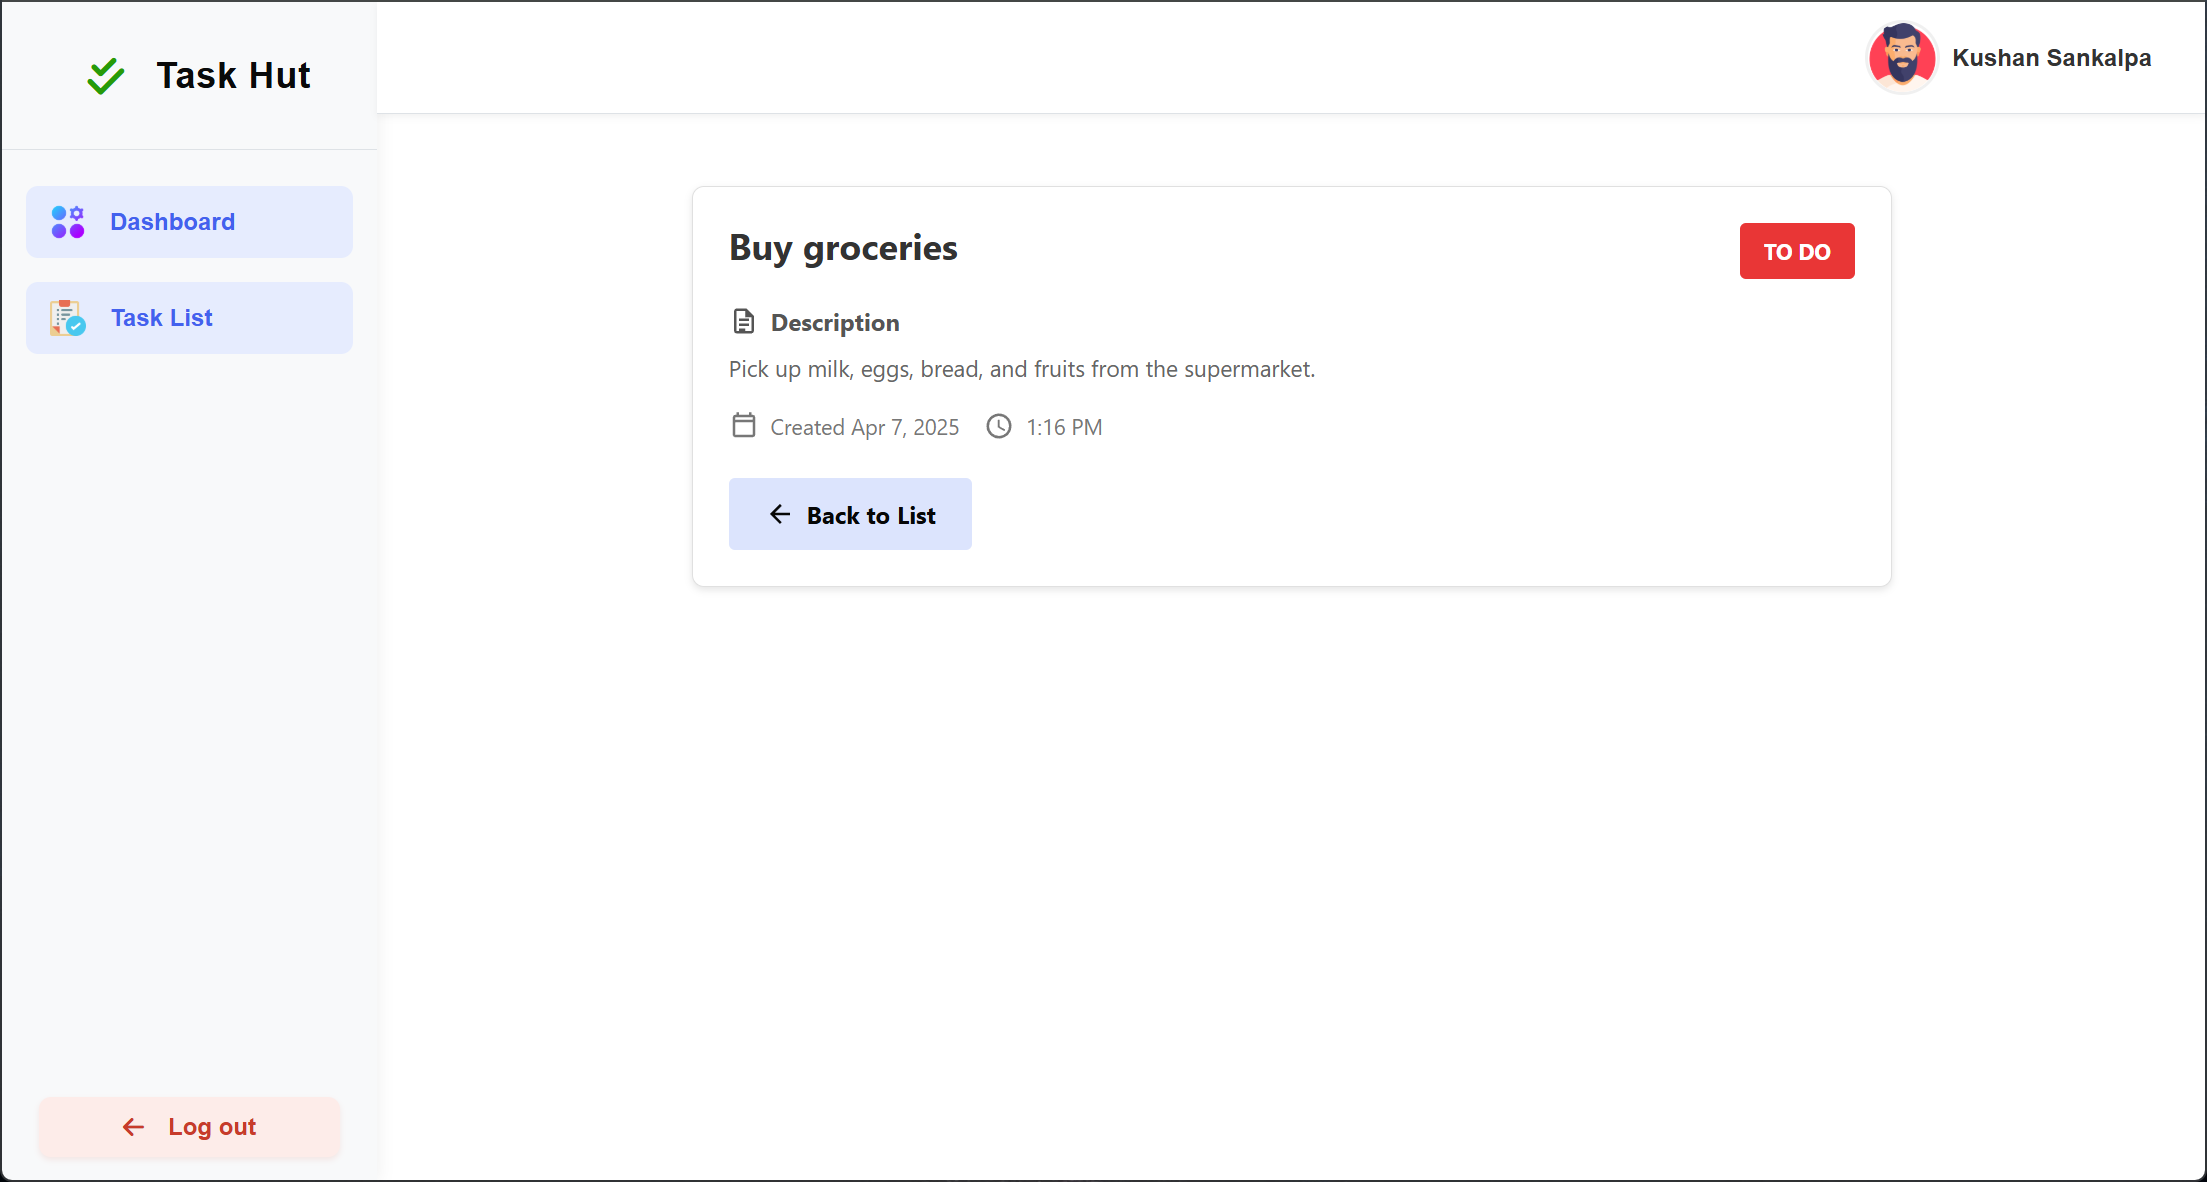 Task Hut
Kushan Sankalpa
Dashboard
Task List
Buy groceries
TO DO
Description
Pick up milk, eggs, bread, and fruits from the supermarket.
Created Apr 7, 2025 1:16 PM
Back to List
Log out